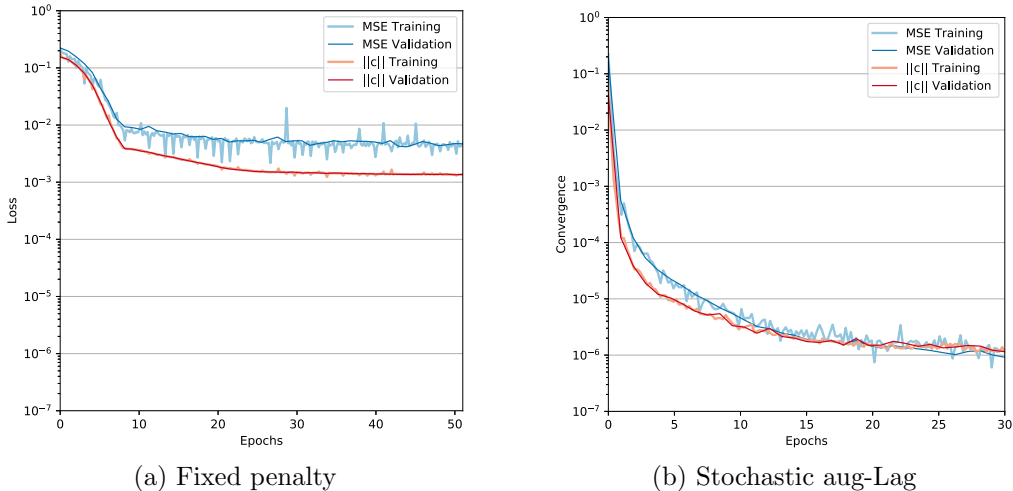 10^0
10^-1
10^-2
10^-3
10^-4
10^-5
10^-6
10^-7
Loss
0 10 20 30 40 50
Epochs
MSE Training
MSE Validation
||c|| Training
||c|| Validation
(a) Fixed penalty
10^0
10^-1
10^-2
10^-3
10^-4
10^-5
10^-6
10^-7
Convergence
0 5 10 15 20 25 30
Epochs
MSE Training
MSE Validation
||c|| Training
||c|| Validation
(b) Stochastic aug-Lag